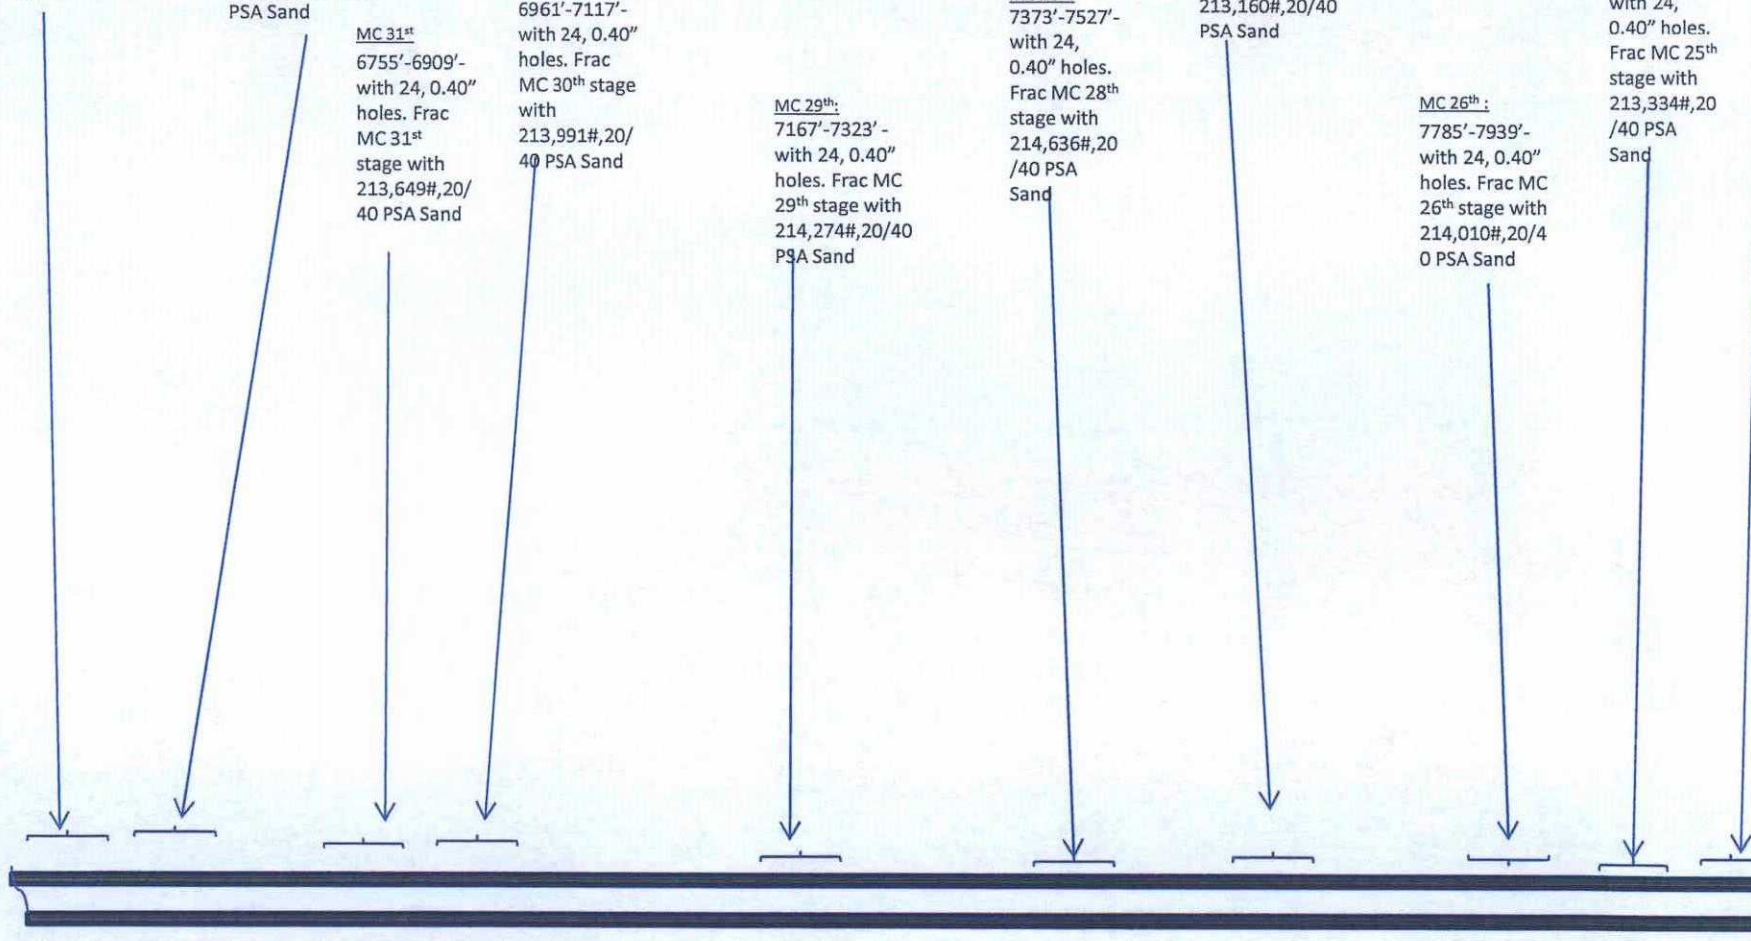 PSA Sand
MC 31st
6755’-6909’-
with 24, 0.40”
holes. Frac
MC 31st
stage with
213,649#,20/
40 PSA Sand
6961’-7117’-
with 24, 0.40”
holes. Frac
MC 30th stage
with
213,991#,20/
40 PSA Sand
MC 29th:
7167’-7323’ -
with 24, 0.40”
holes. Frac MC
29th stage with
214,274#,20/40
PSA Sand
7373’-7527’-
with 24,
0.40” holes.
Frac MC 28th
stage with
214,636#,20
/40 PSA
Sand
213,160#,20/40
PSA Sand
MC 26th :
7785’-7939’-
with 24, 0.40”
holes. Frac MC
26th stage with
214,010#,20/4
0 PSA Sand
with 24,
0.40” holes.
Frac MC 25th
stage with
213,334#,20
/40 PSA
Sand